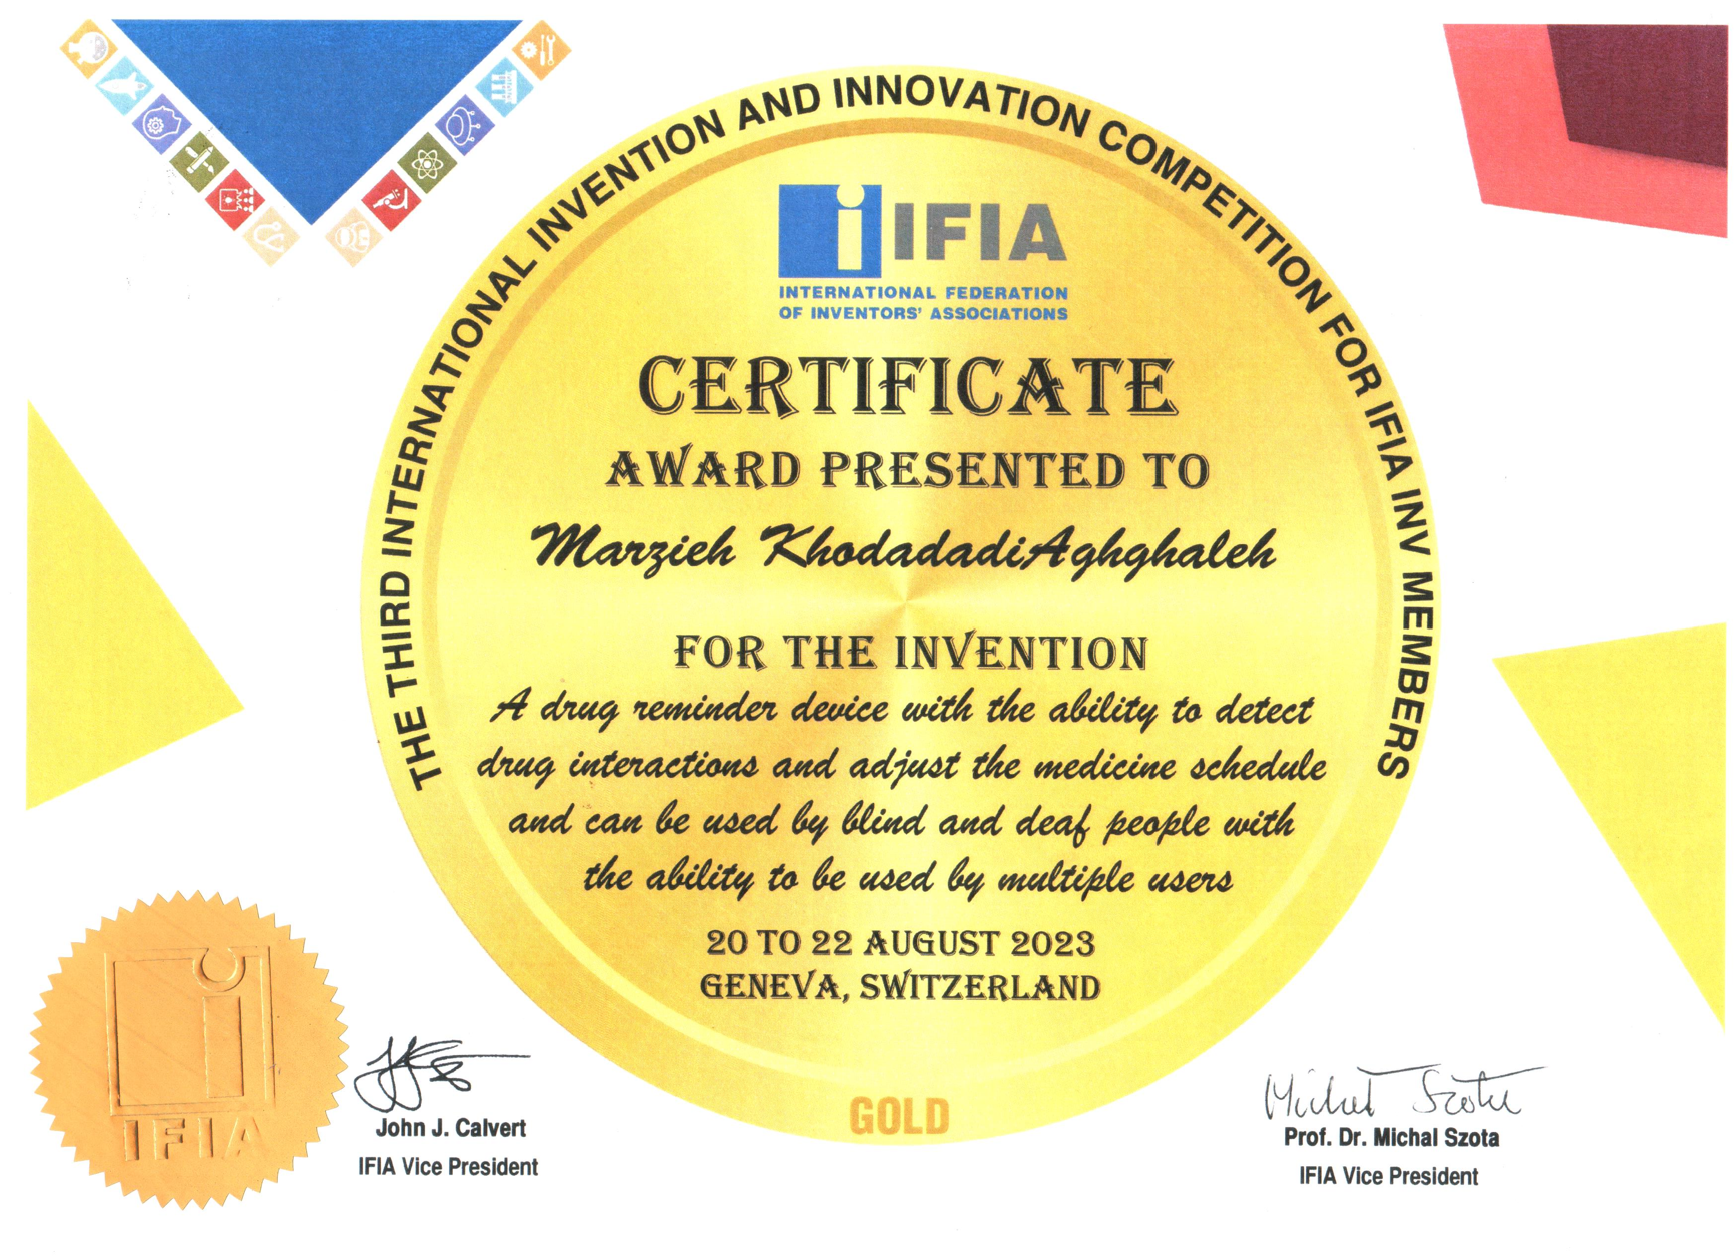 THE THIRD INTERNATIONAL INVENTION AND INNOVATION COMPETITION FOR IFIA INV MEMBERS
i IFIA
INTERNATIONAL FEDERATION
OF INVENTORS' ASSOCIATIONS
CERTIFICATE
AWARD PRESENTED TO
Marzieh KhodadadiAghghaleh
FOR THE INVENTION
A drug reminder device with the ability to detect
drug interactions and adjust the medicine schedule
and can be used by blind and deaf people with
the ability to be used by multiple users
20 TO 22 AUGUST 2023
GENEVA, SWITZERLAND
GOLD
i
IFIA
John J. Calvert
IFIA Vice President
Michal Szota
Prof. Dr. Michal Szota
IFIA Vice President